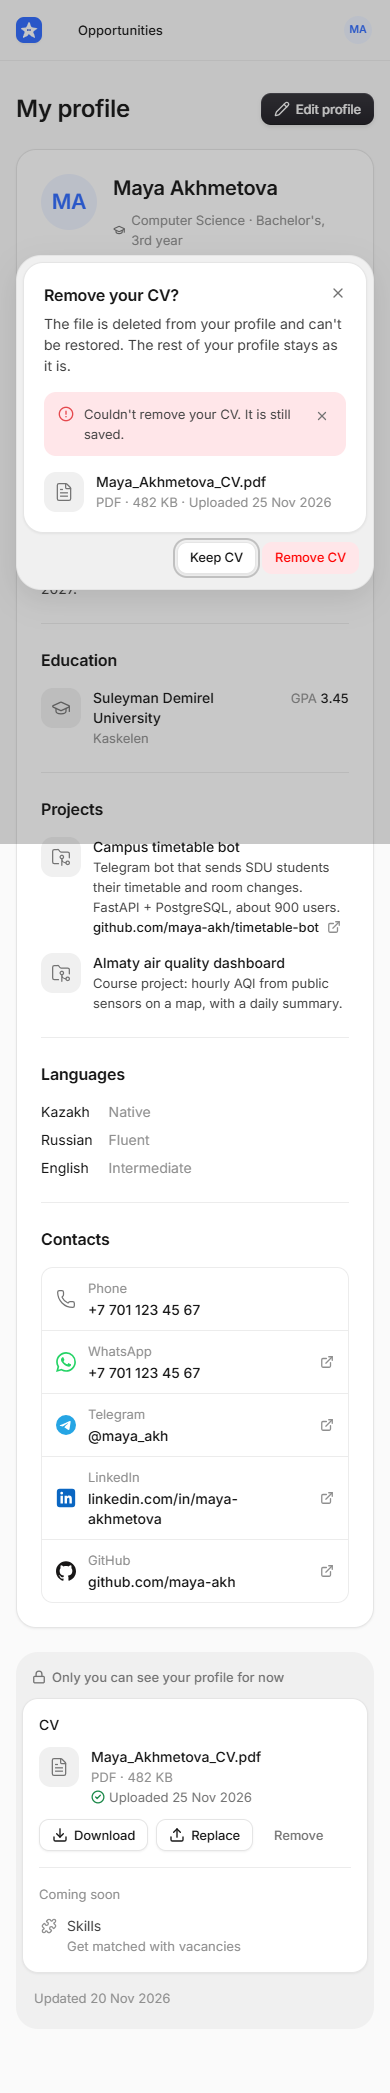 Opportunities
MA
My profile
Edit profile
MA
Maya Akhmetova
Computer Science · Bachelor's,
3rd year
Remove your CV?
The file is deleted from your profile and can't
be restored. The rest of your profile stays as
it is.
Couldn't remove your CV. It is still
saved.
Maya_Akhmetova_CV.pdf
PDF · 482 KB · Uploaded 25 Nov 2026
Keep CV
Remove CV
2027.
Education
Suleyman Demirel
University
GPA 3.45
Kaskelen
Projects
Campus timetable bot
Telegram bot that sends SDU students
their timetable and room changes.
FastAPI + PostgreSQL, about 900 users.
github.com/maya-akh/timetable-bot
Almaty air quality dashboard
Course project: hourly AQI from public
sensors on a map, with a daily summary.
Languages
Kazakh Native
Russian Fluent
English Intermediate
Contacts
Phone
+7 701 123 45 67
WhatsApp
+7 701 123 45 67
Telegram
@maya_akh
LinkedIn
linkedin.com/in/maya-
akhmetova
GitHub
github.com/maya-akh
Only you can see your profile for now
CV
Maya_Akhmetova_CV.pdf
PDF · 482 KB
Uploaded 25 Nov 2026
Download
Replace
Remove
Coming soon
Skills
Get matched with vacancies
Updated 20 Nov 2026